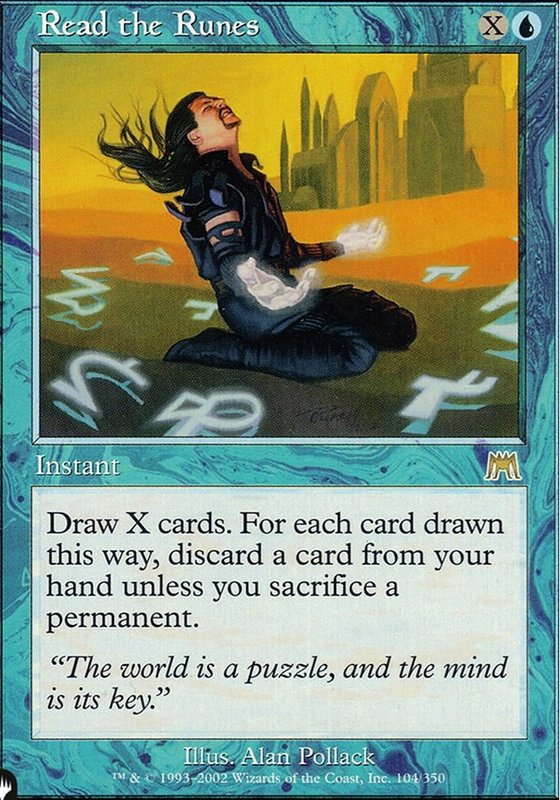 Read the Runes X
Instant
Draw X cards. For each card drawn
this way, discard a card from your
hand unless you sacrifice a
permanent.
“The world is a puzzle, and the mind
is its key.”
Illus. Alan Pollack
™ & © 1993–2002 Wizards of the Coast, Inc. 104/350